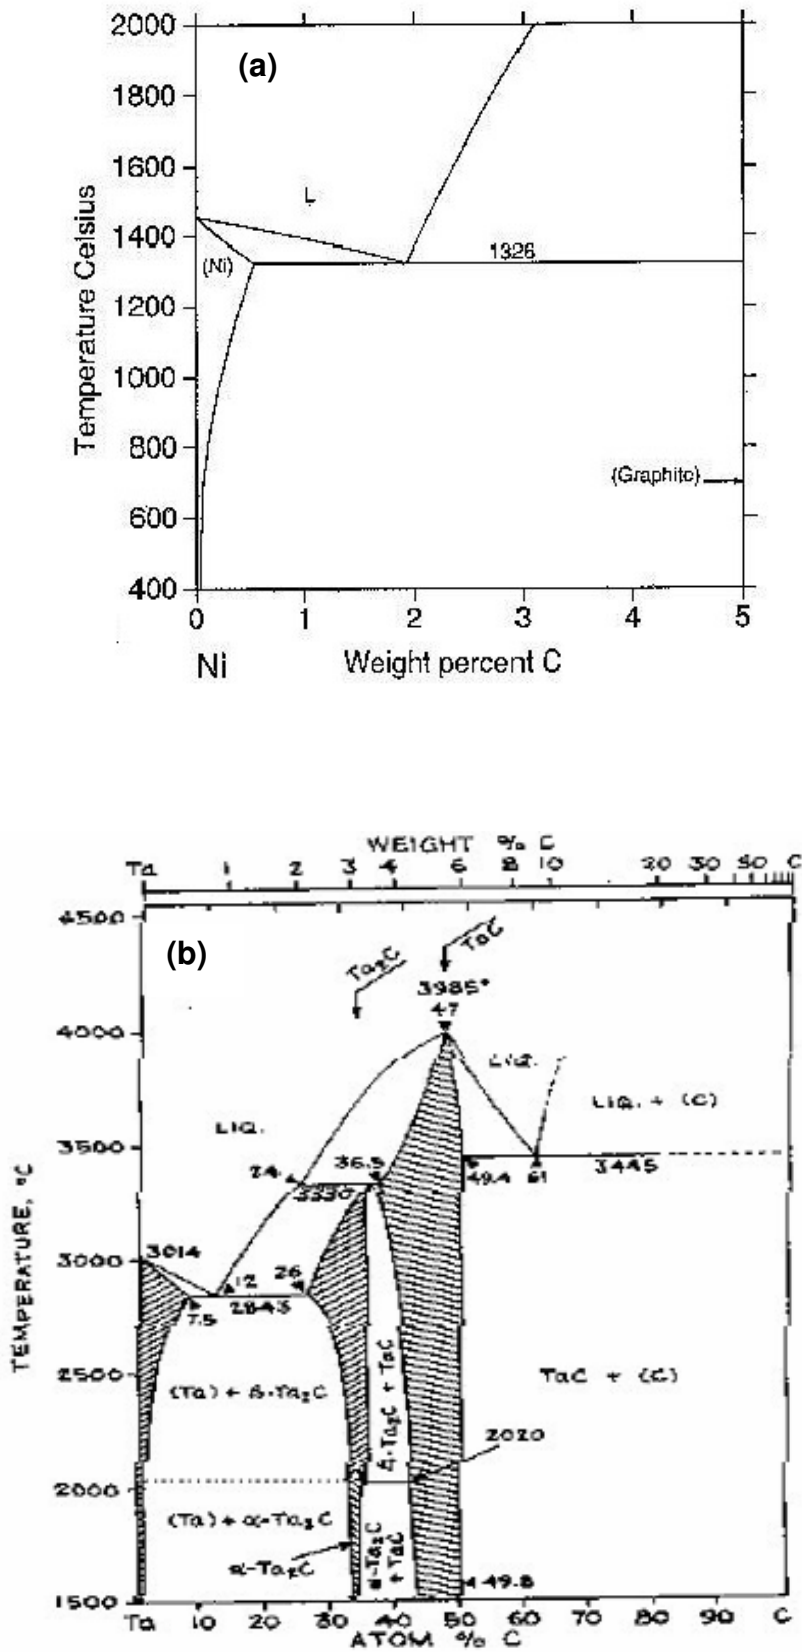 2000
(a)
1800
1600
L
1400
1326
(Ni)
1200
1000
800
(Graphite)
600
400
Temperature Celsius
0 1 2 3 4 5
Ni Weight percent C
WEIGHT % C
Ta 1 2 3 4 6 8 10 20 30 50 C
4500
(b)
Ta₂C
TaC
3985°
47
4000
LIQ.
LIQ. + (C)
LIQ.
3500
24
36.5
3330
49.4
61
3445
3014
3000
12
26
7.5
2843
2500
(Ta) + β-Ta₂C
β-Ta₂C + TaC
TaC + (C)
2020
2000
(Ta) + α-Ta₂C
α-Ta₂C
α-Ta₂C + TaC
49.8
1500
TEMPERATURE, °C
Ta 10 20 30 40 50 60 70 80 90 C
ATOM % C